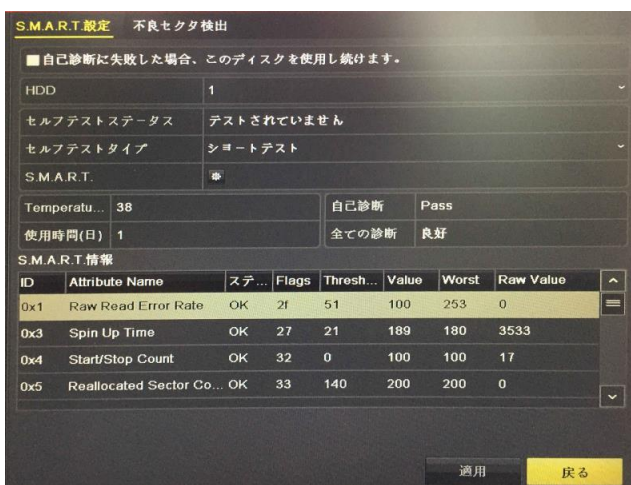 S.M.A.R.T.設定 不良セクタ検出
自己診断に失敗した場合、このディスクを使用し続けます。
HDD 1
セルフテストステータス テストされていません
セルフテストタイプ ショートテスト
S.M.A.R.T.
Temperatu... 38 自己診断 Pass
使用時間(日) 1 全ての診断 良好
S.M.A.R.T.情報
ID Attribute Name ステ... Flags Thresh... Value Worst Raw Value
0x1 Raw Read Error Rate OK 2f 51 100 253 0
0x3 Spin Up Time OK 27 21 189 180 3533
0x4 Start/Stop Count OK 32 0 100 100 17
0x5 Reallocated Sector Co... OK 33 140 200 200 0
適用 戻る